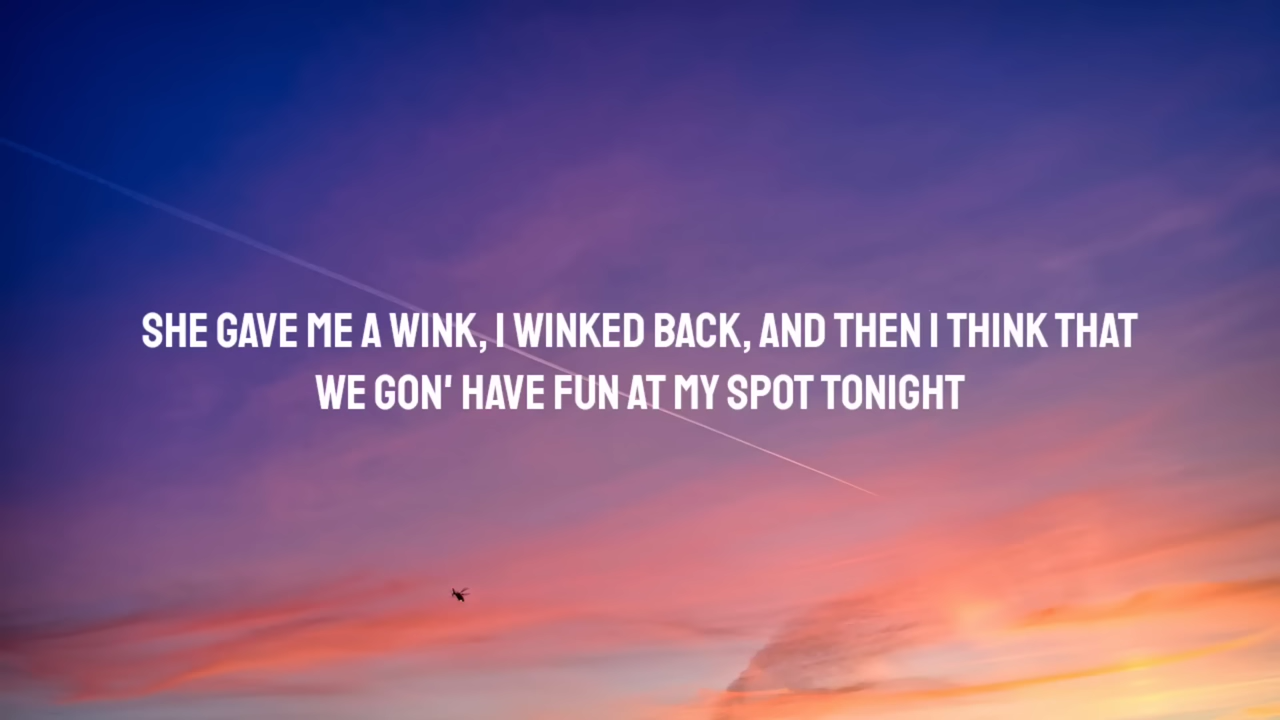 SHE GAVE ME A WINK, I WINKED BACK, AND THEN I THINK THAT
WE GON' HAVE FUN AT MY SPOT TONIGHT